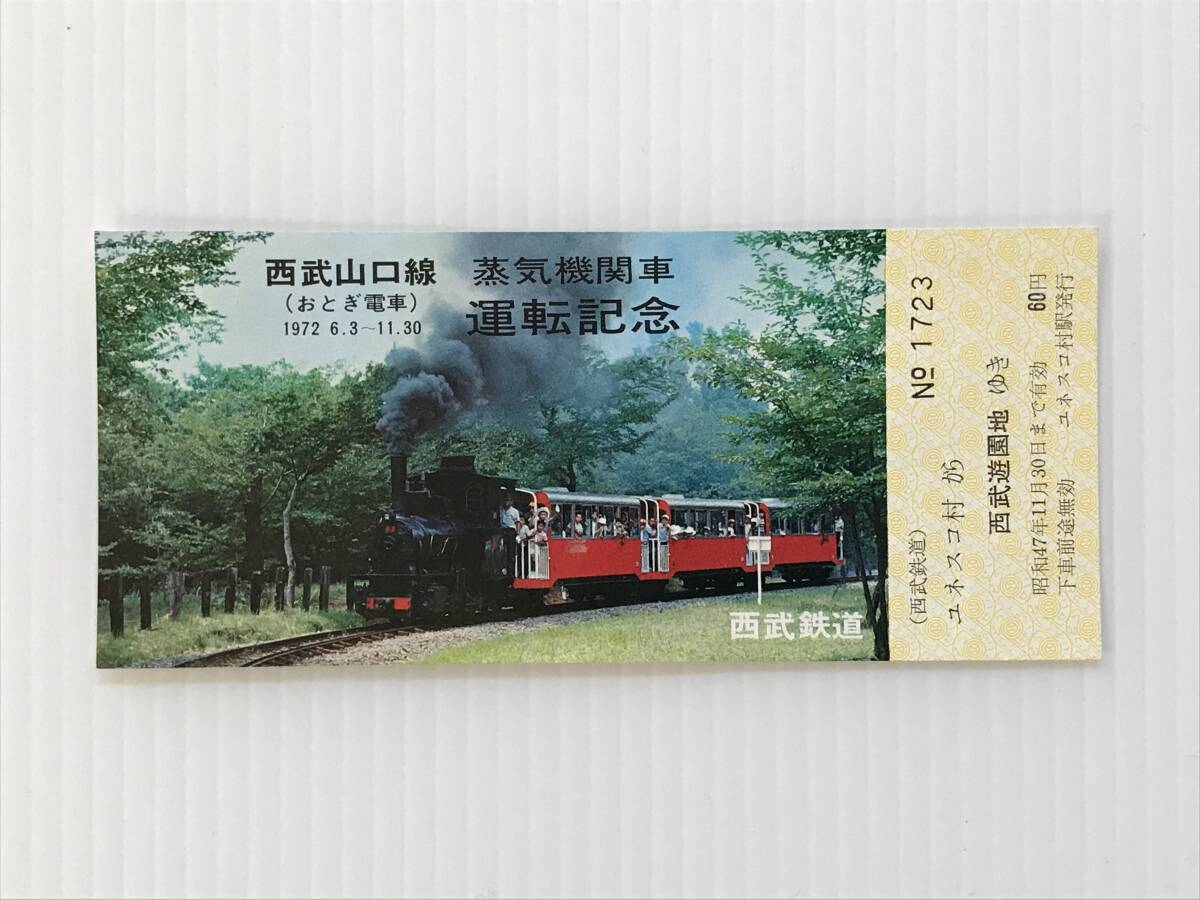 西武山口線
(おとぎ電車)
1972 6.3~11.30
蒸気機関車
運転記念
西武鉄道
№ 1723
(西武鉄道)
ユネスコ村 から
西武遊園地 ゆき
60円
昭和47年11月30日まで有効
下車前途無効
ユネスコ村駅発行